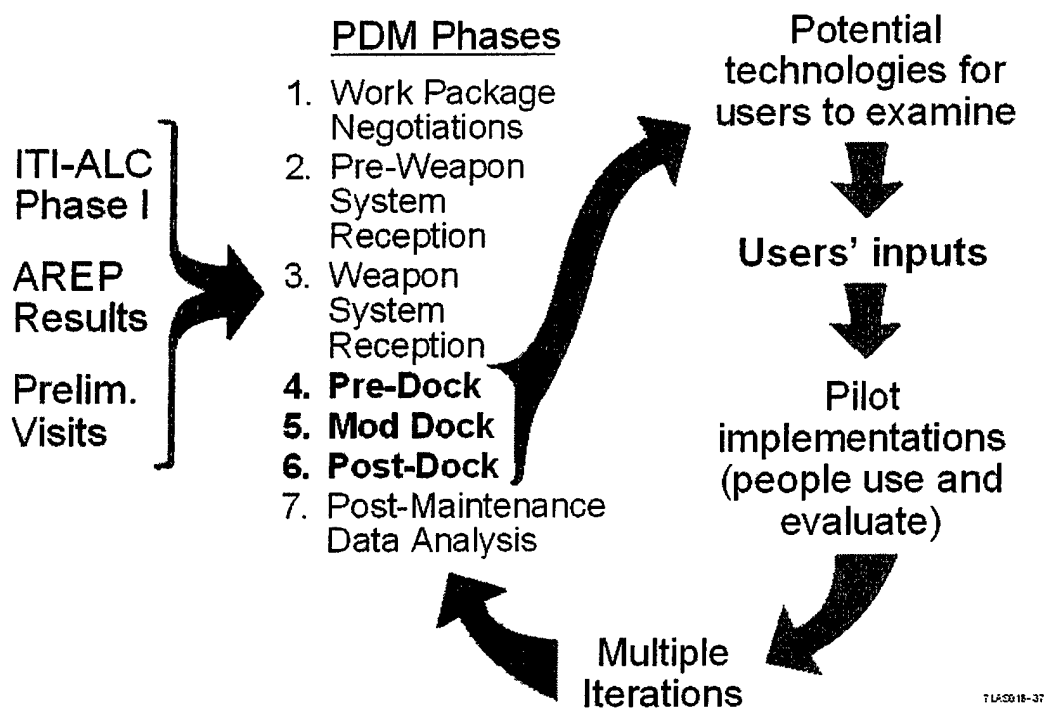 ITI-ALC
Phase I
AREP
Results
Prelim.
Visits
PDM Phases
1. Work Package
Negotiations
2. Pre-Weapon
System
Reception
3. Weapon
System
Reception
4. Pre-Dock
5. Mod Dock
6. Post-Dock
7. Post-Maintenance
Data Analysis
Potential
technologies for
users to examine
Users' inputs
Pilot
implementations
(people use and
evaluate)
Multiple
Iterations